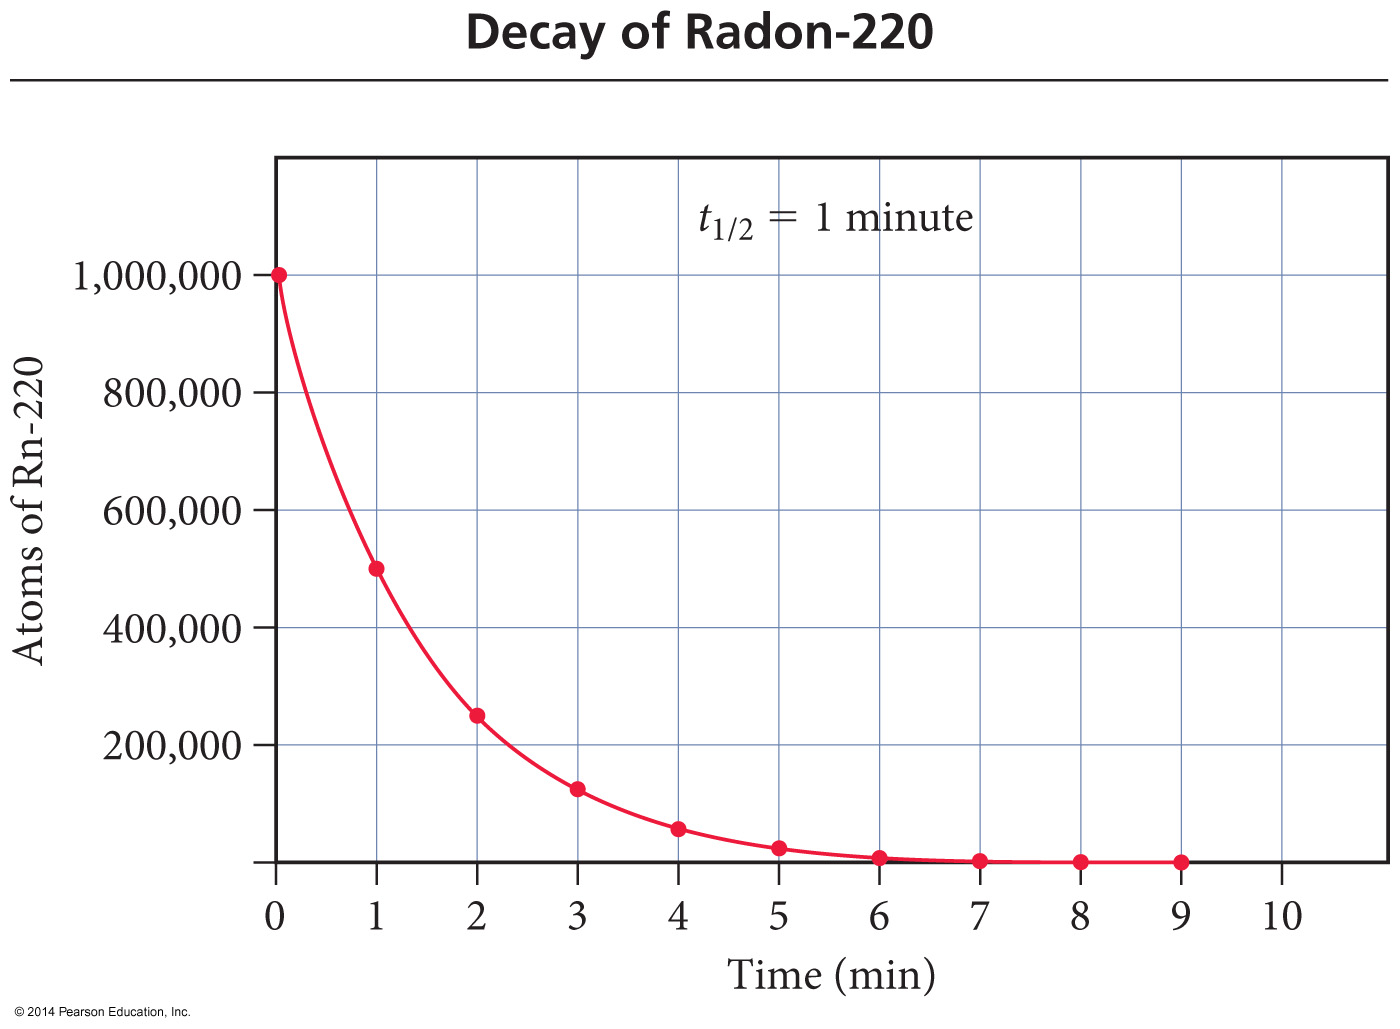 Decay of Radon-220
t1/2 = 1 minute
1,000,000
800,000
600,000
400,000
200,000
Atoms of Rn-220
0 1 2 3 4 5 6 7 8 9 10
Time (min)
© 2014 Pearson Education, Inc.